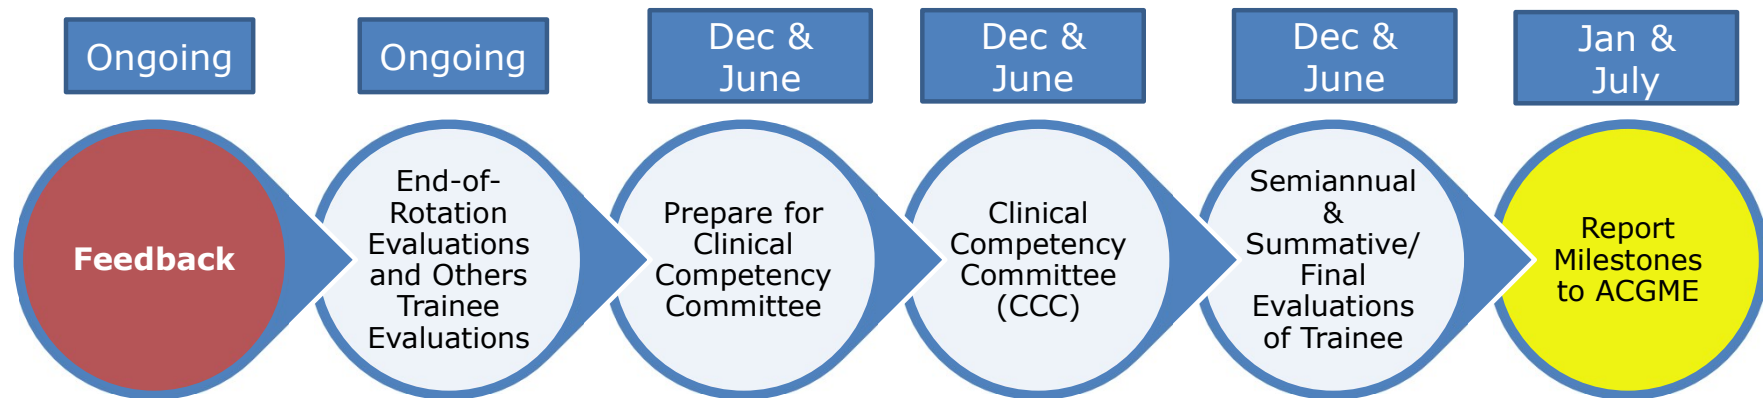 Ongoing
Ongoing
Dec &
June
Dec &
June
Dec &
June
Jan &
July
Feedback
End-of-
Rotation
Evaluations
and Others
Trainee
Evaluations
Prepare for
Clinical
Competency
Committee
Clinical
Competency
Committee
(CCC)
Semiannual
&
Summative/
Final
Evaluations
of Trainee
Report
Milestones
to ACGME